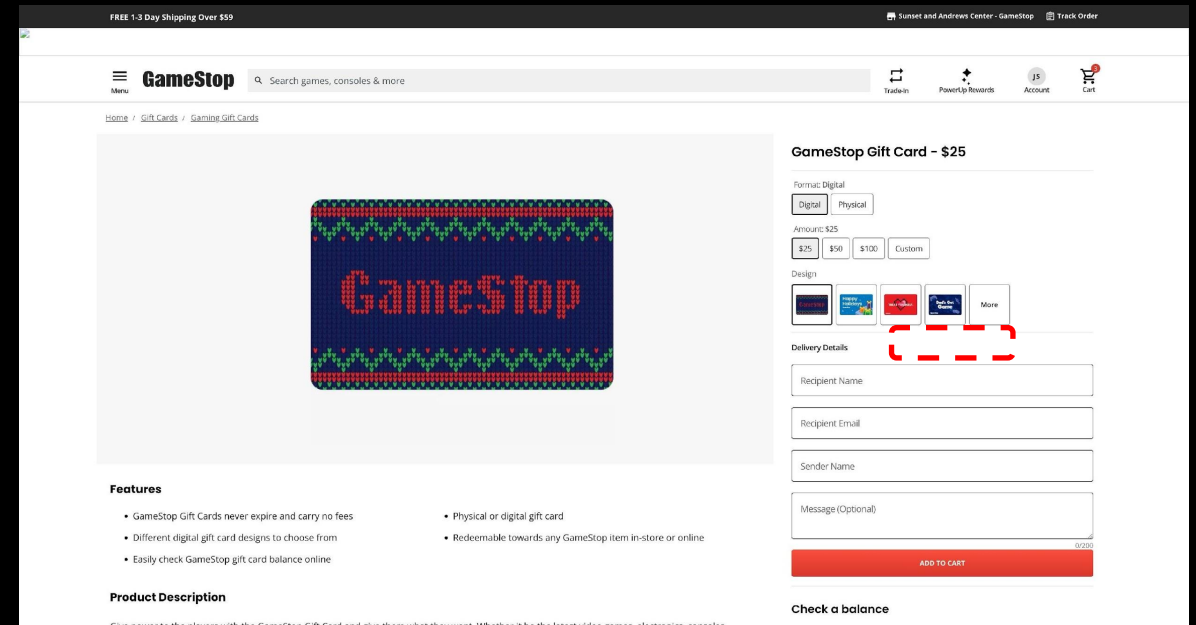 FREE 1-3 Day Shipping Over $59
Sunset and Andrews Center - GameStop
Track Order
Menu
GameStop
Search games, consoles & more
Trade-In
PowerUp Rewards
JS
Account
3
Cart
Home / Gift Cards / Gaming Gift Cards
GameStop
GameStop Gift Card - $25
Format: Digital
Digital
Physical
Amount: $25
$25
$50
$100
Custom
Design
GameStop
Happy
Holidays
More
Delivery Details
Recipient Name
Recipient Email
Sender Name
Message (Optional)
0/200
ADD TO CART
Check a balance
Features
• GameStop Gift Cards never expire and carry no fees
• Different digital gift card designs to choose from
• Easily check GameStop gift card balance online
• Physical or digital gift card
• Redeemable towards any GameStop item in-store or online
Product Description